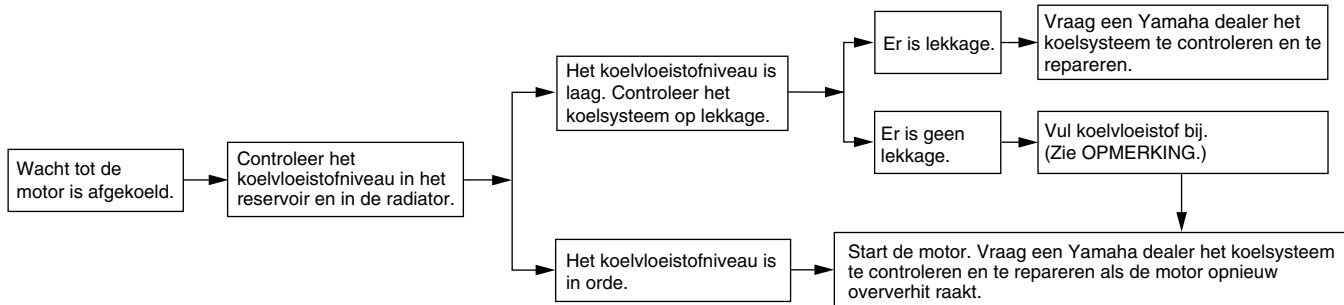 Wacht tot de
motor is afgekoeld.
Controleer het
koelvloeistofniveau in het
reservoir en in de radiator.
Het koelvloeistofniveau is
laag. Controleer het
koelsysteem op lekkage.
Er is lekkage.
Vraag een Yamaha dealer het
koelsysteem te controleren en te
repareren.
Er is geen
lekkage.
Vul koelvloeistof bij.
(Zie OPMERKING.)
Het koelvloeistofniveau is
in orde.
Start de motor. Vraag een Yamaha dealer het koelsysteem
te controleren en te repareren als de motor opnieuw
oververhit raakt.